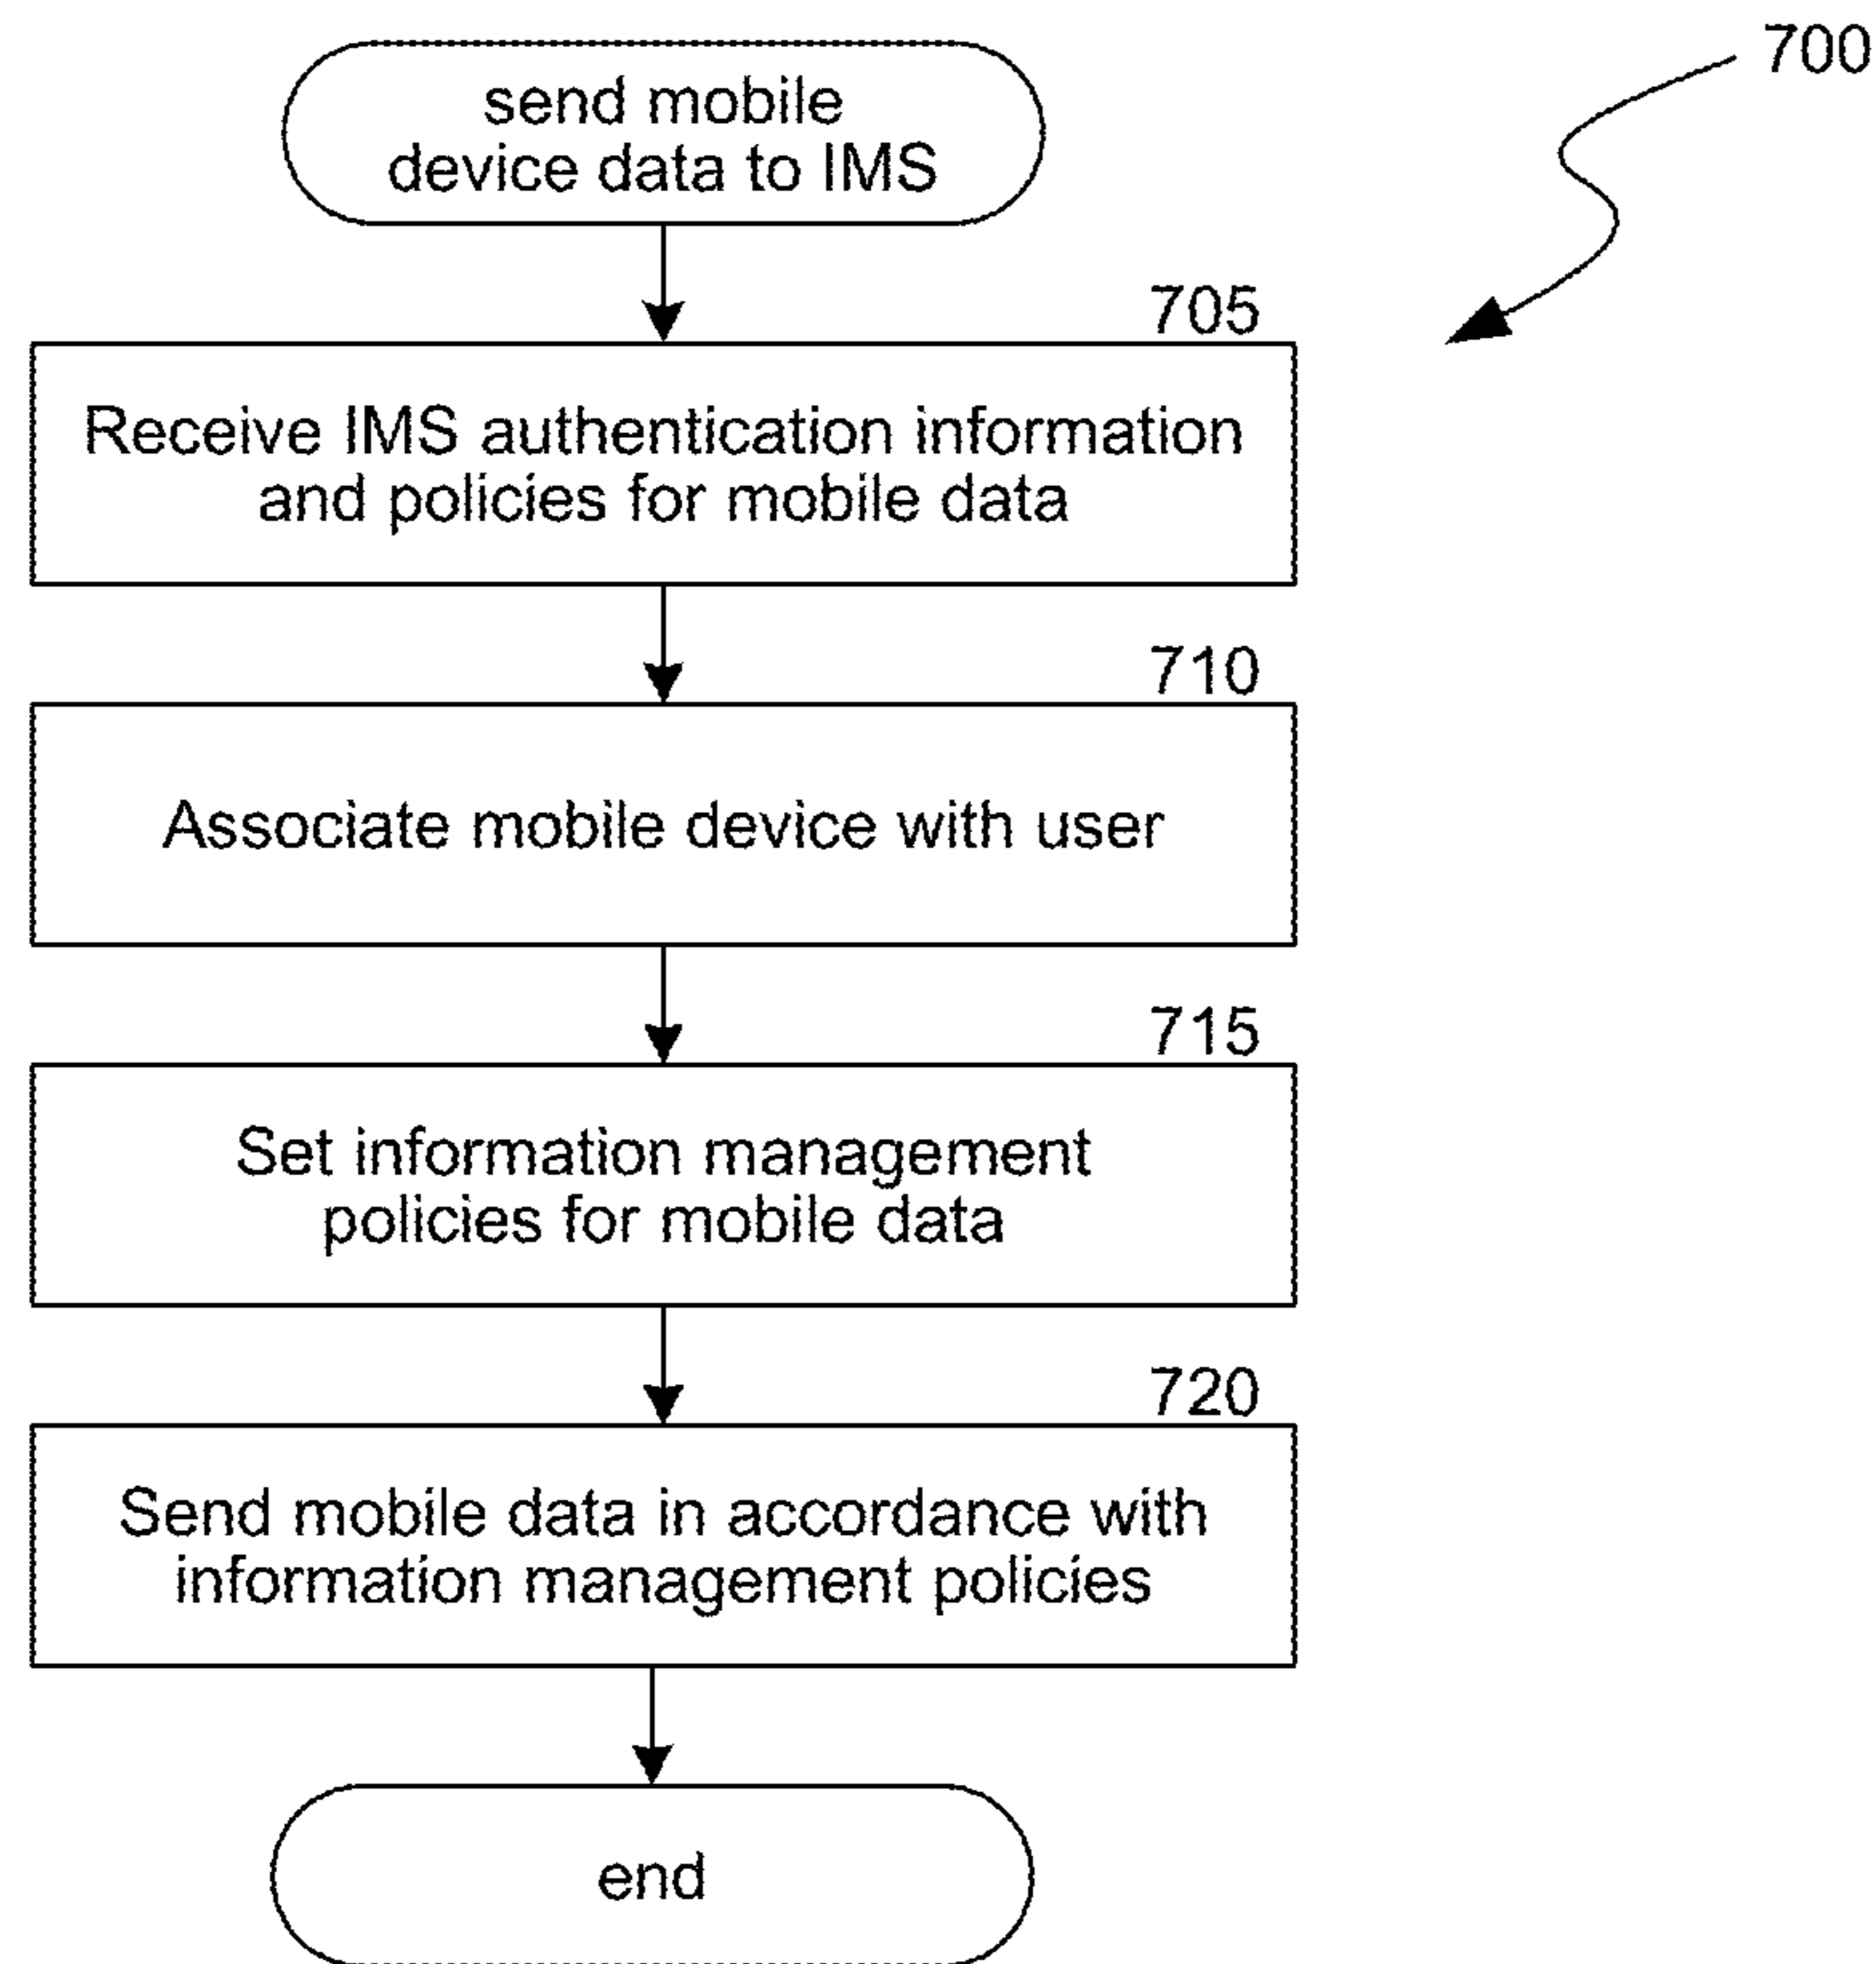 700
send mobile
device data to IMS
705
Receive IMS authentication information
and policies for mobile data
710
Associate mobile device with user
715
Set information management
policies for mobile data
720
Send mobile data in accordance with
information management policies
end